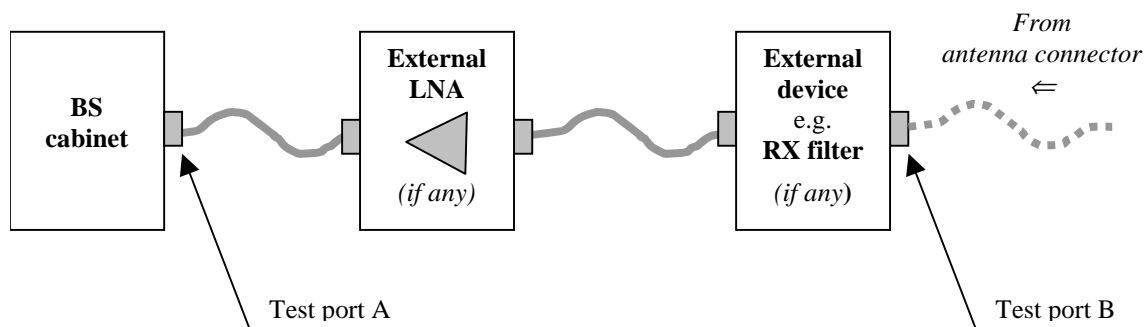 BS
cabinet
External
LNA
(if any)
External
device
e.g.
RX filter
(if any)
From
antenna connector
⇐
Test port A
Test port B